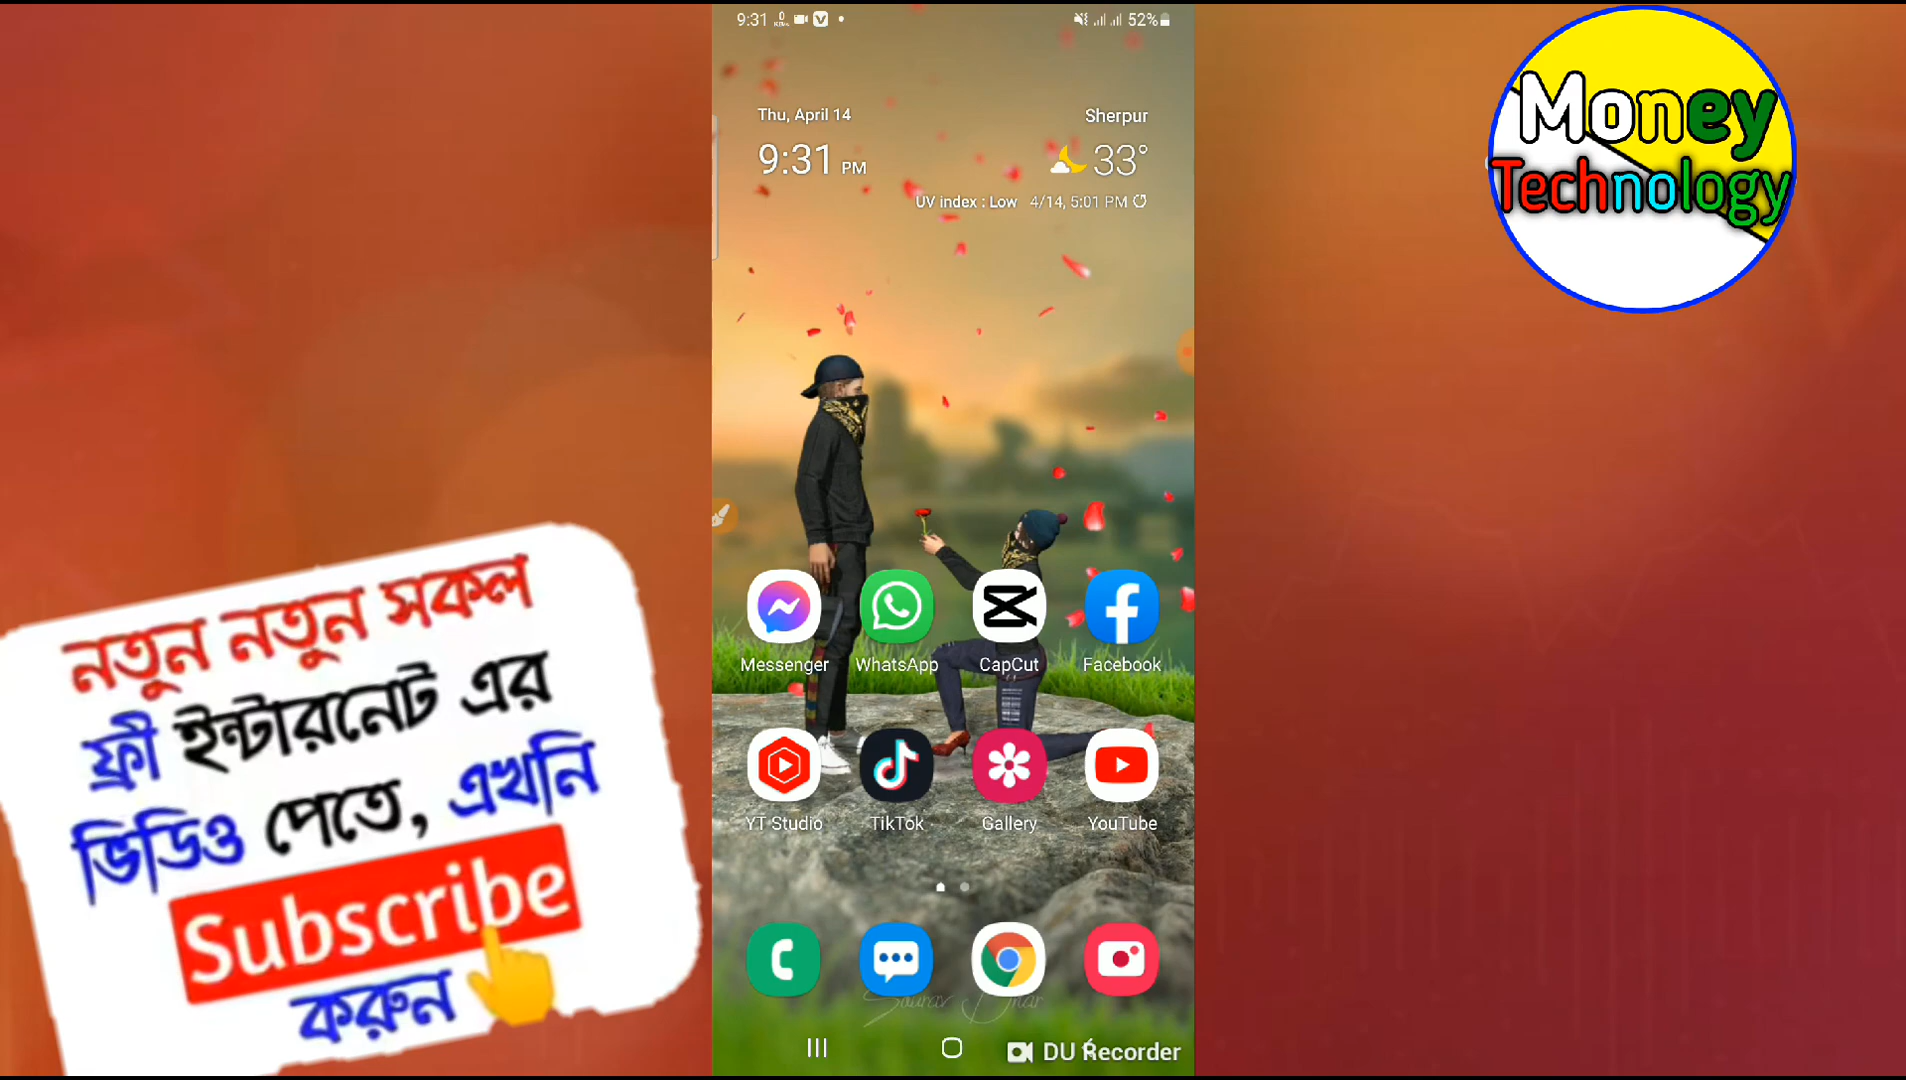 9:31
52%
Thu, April 14
Sherpur
9:31 PM
33°
UV index : Low 4/14, 5:01 PM
Messenger
WhatsApp
CapCut
Facebook
YT Studio
TikTok
Gallery
YouTube
DU Recorder
Money
Technology
নতুন নতুন সকল
ফ্রী ইন্টারনেট এর
ভিডিও পেতে, এখনি
Subscribe
করুন